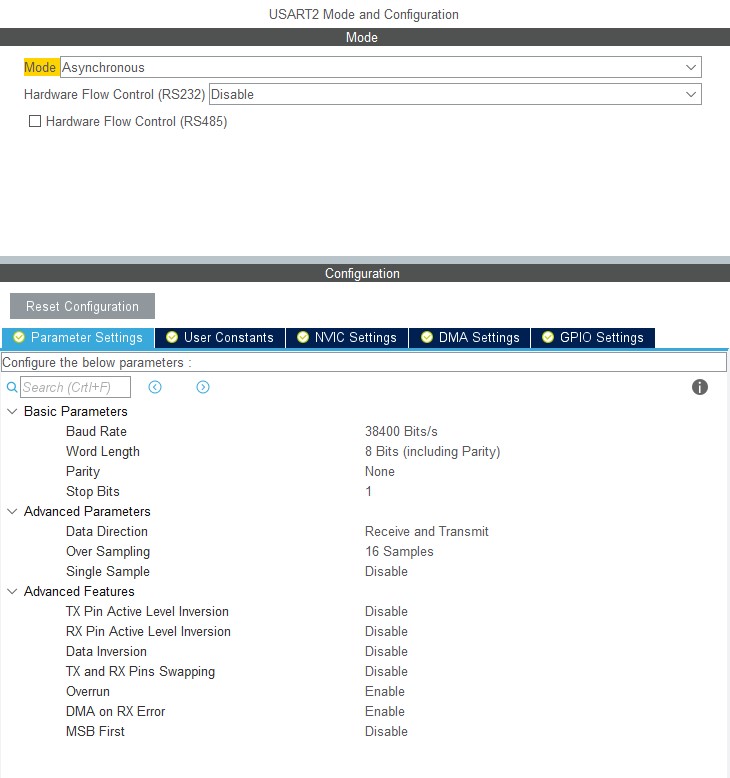 USART2 Mode and Configuration
Mode
Mode Asynchronous
Hardware Flow Control (RS232) Disable
Hardware Flow Control (RS485)
Configuration
Reset Configuration
Parameter Settings User Constants NVIC Settings DMA Settings GPIO Settings
Configure the below parameters :
Search (Crtl+F)
Basic Parameters
Baud Rate 38400 Bits/s
Word Length 8 Bits (including Parity)
Parity None
Stop Bits 1
Advanced Parameters
Data Direction Receive and Transmit
Over Sampling 16 Samples
Single Sample Disable
Advanced Features
TX Pin Active Level Inversion Disable
RX Pin Active Level Inversion Disable
Data Inversion Disable
TX and RX Pins Swapping Disable
Overrun Enable
DMA on RX Error Enable
MSB First Disable